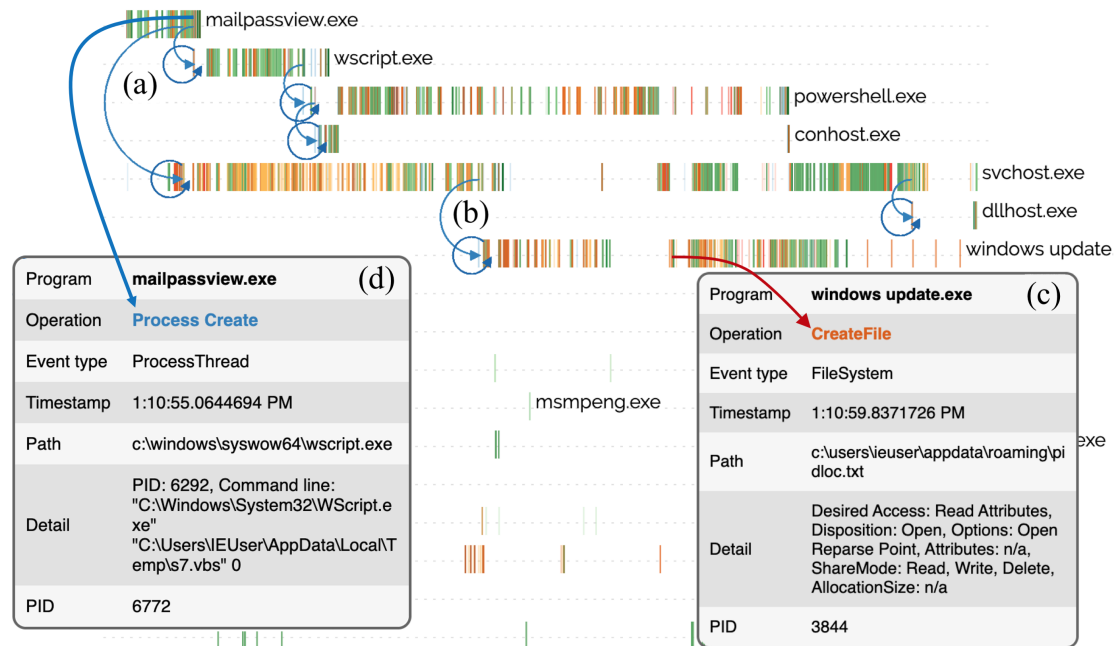 mailpassview.exe
wscript.exe
(a)
powershell.exe
conhost.exe
svchost.exe
(b)
dllhost.exe
windows update
Program mailpassview.exe (d)
Operation Process Create
Event type ProcessThread
Timestamp 1:10:55.0644694 PM
Path c:\windows\syswow64\wscript.exe
Detail
PID: 6292, Command line:
"C:\Windows\System32\WScript.e
xe"
"C:\Users\IEUser\AppData\Local\T
emp\s7.vbs" 0
PID 6772
msmpeng.exe
Program windows update.exe (c)
Operation CreateFile
Event type FileSystem
Timestamp 1:10:59.8371726 PM
Path
c:\users\ieuser\appdata\roaming\pi
dloc.txt
Detail
Desired Access: Read Attributes,
Disposition: Open, Options: Open
Reparse Point, Attributes: n/a,
ShareMode: Read, Write, Delete,
AllocationSize: n/a
PID 3844
exe